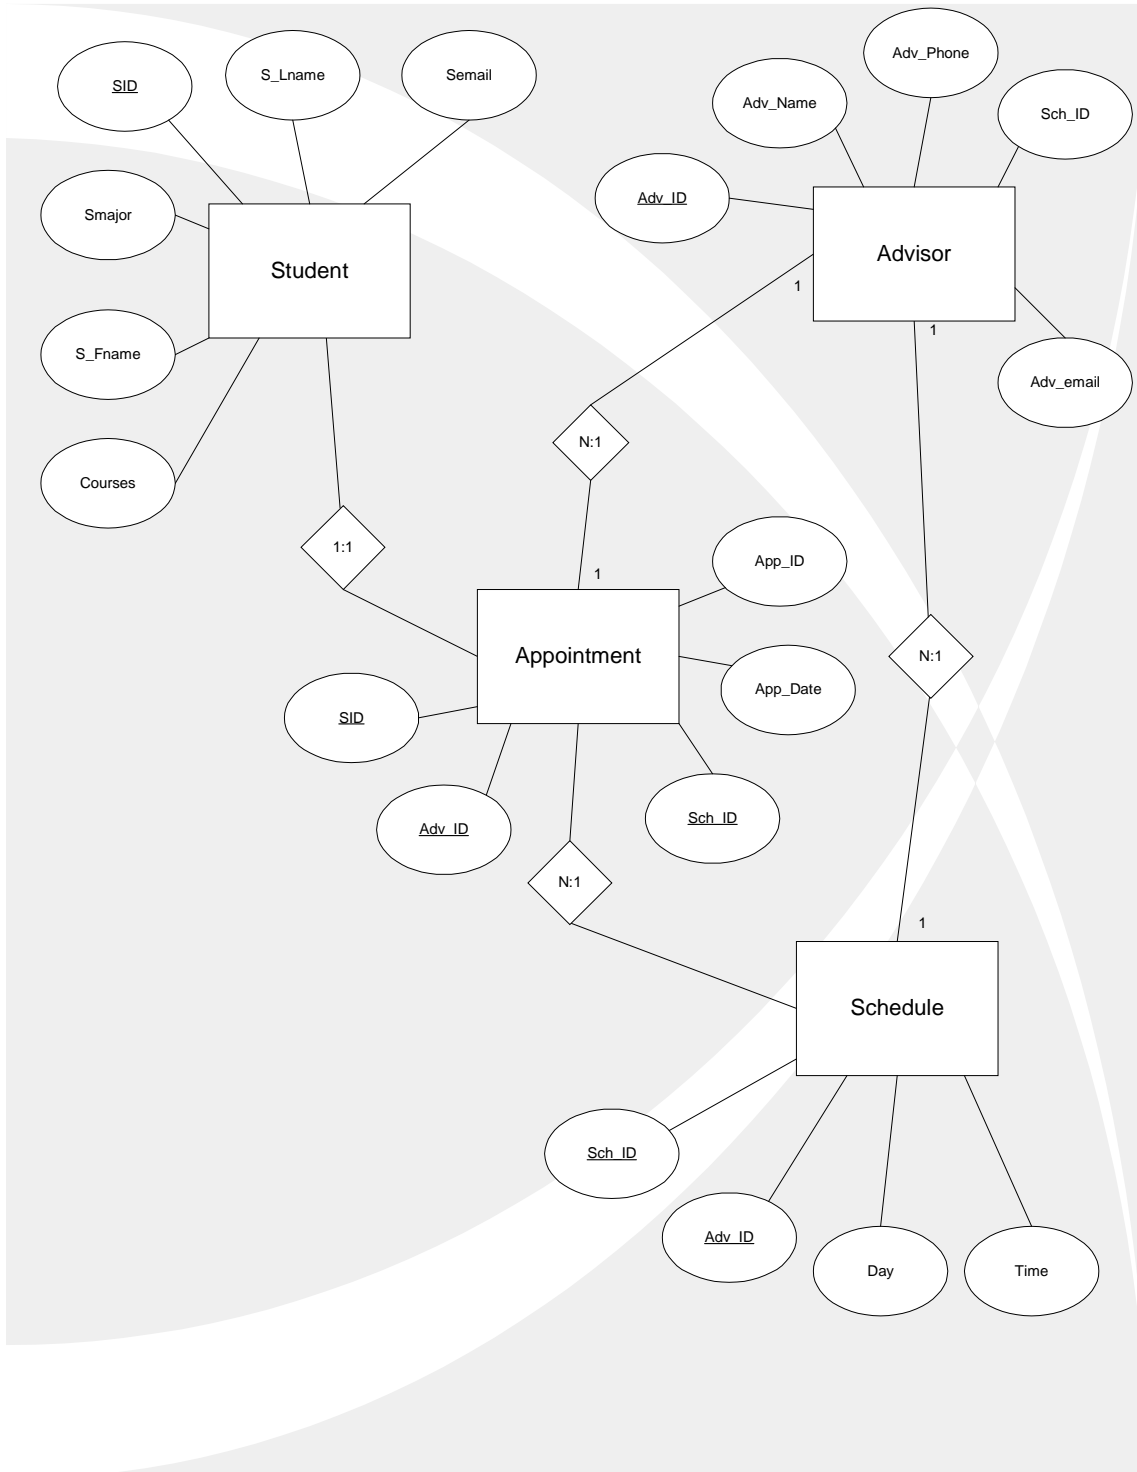 Adv_Phone
S_Lname
Semail
SID
Adv_Name
Sch_ID
Adv_ID
Smajor
Student
Advisor
1
1
S_Fname
Adv_email
N:1
Courses
1:1
App_ID
1
Appointment
N:1
App_Date
SID
Sch_ID
Adv_ID
N:1
1
Schedule
Sch_ID
Adv_ID
Day
Time